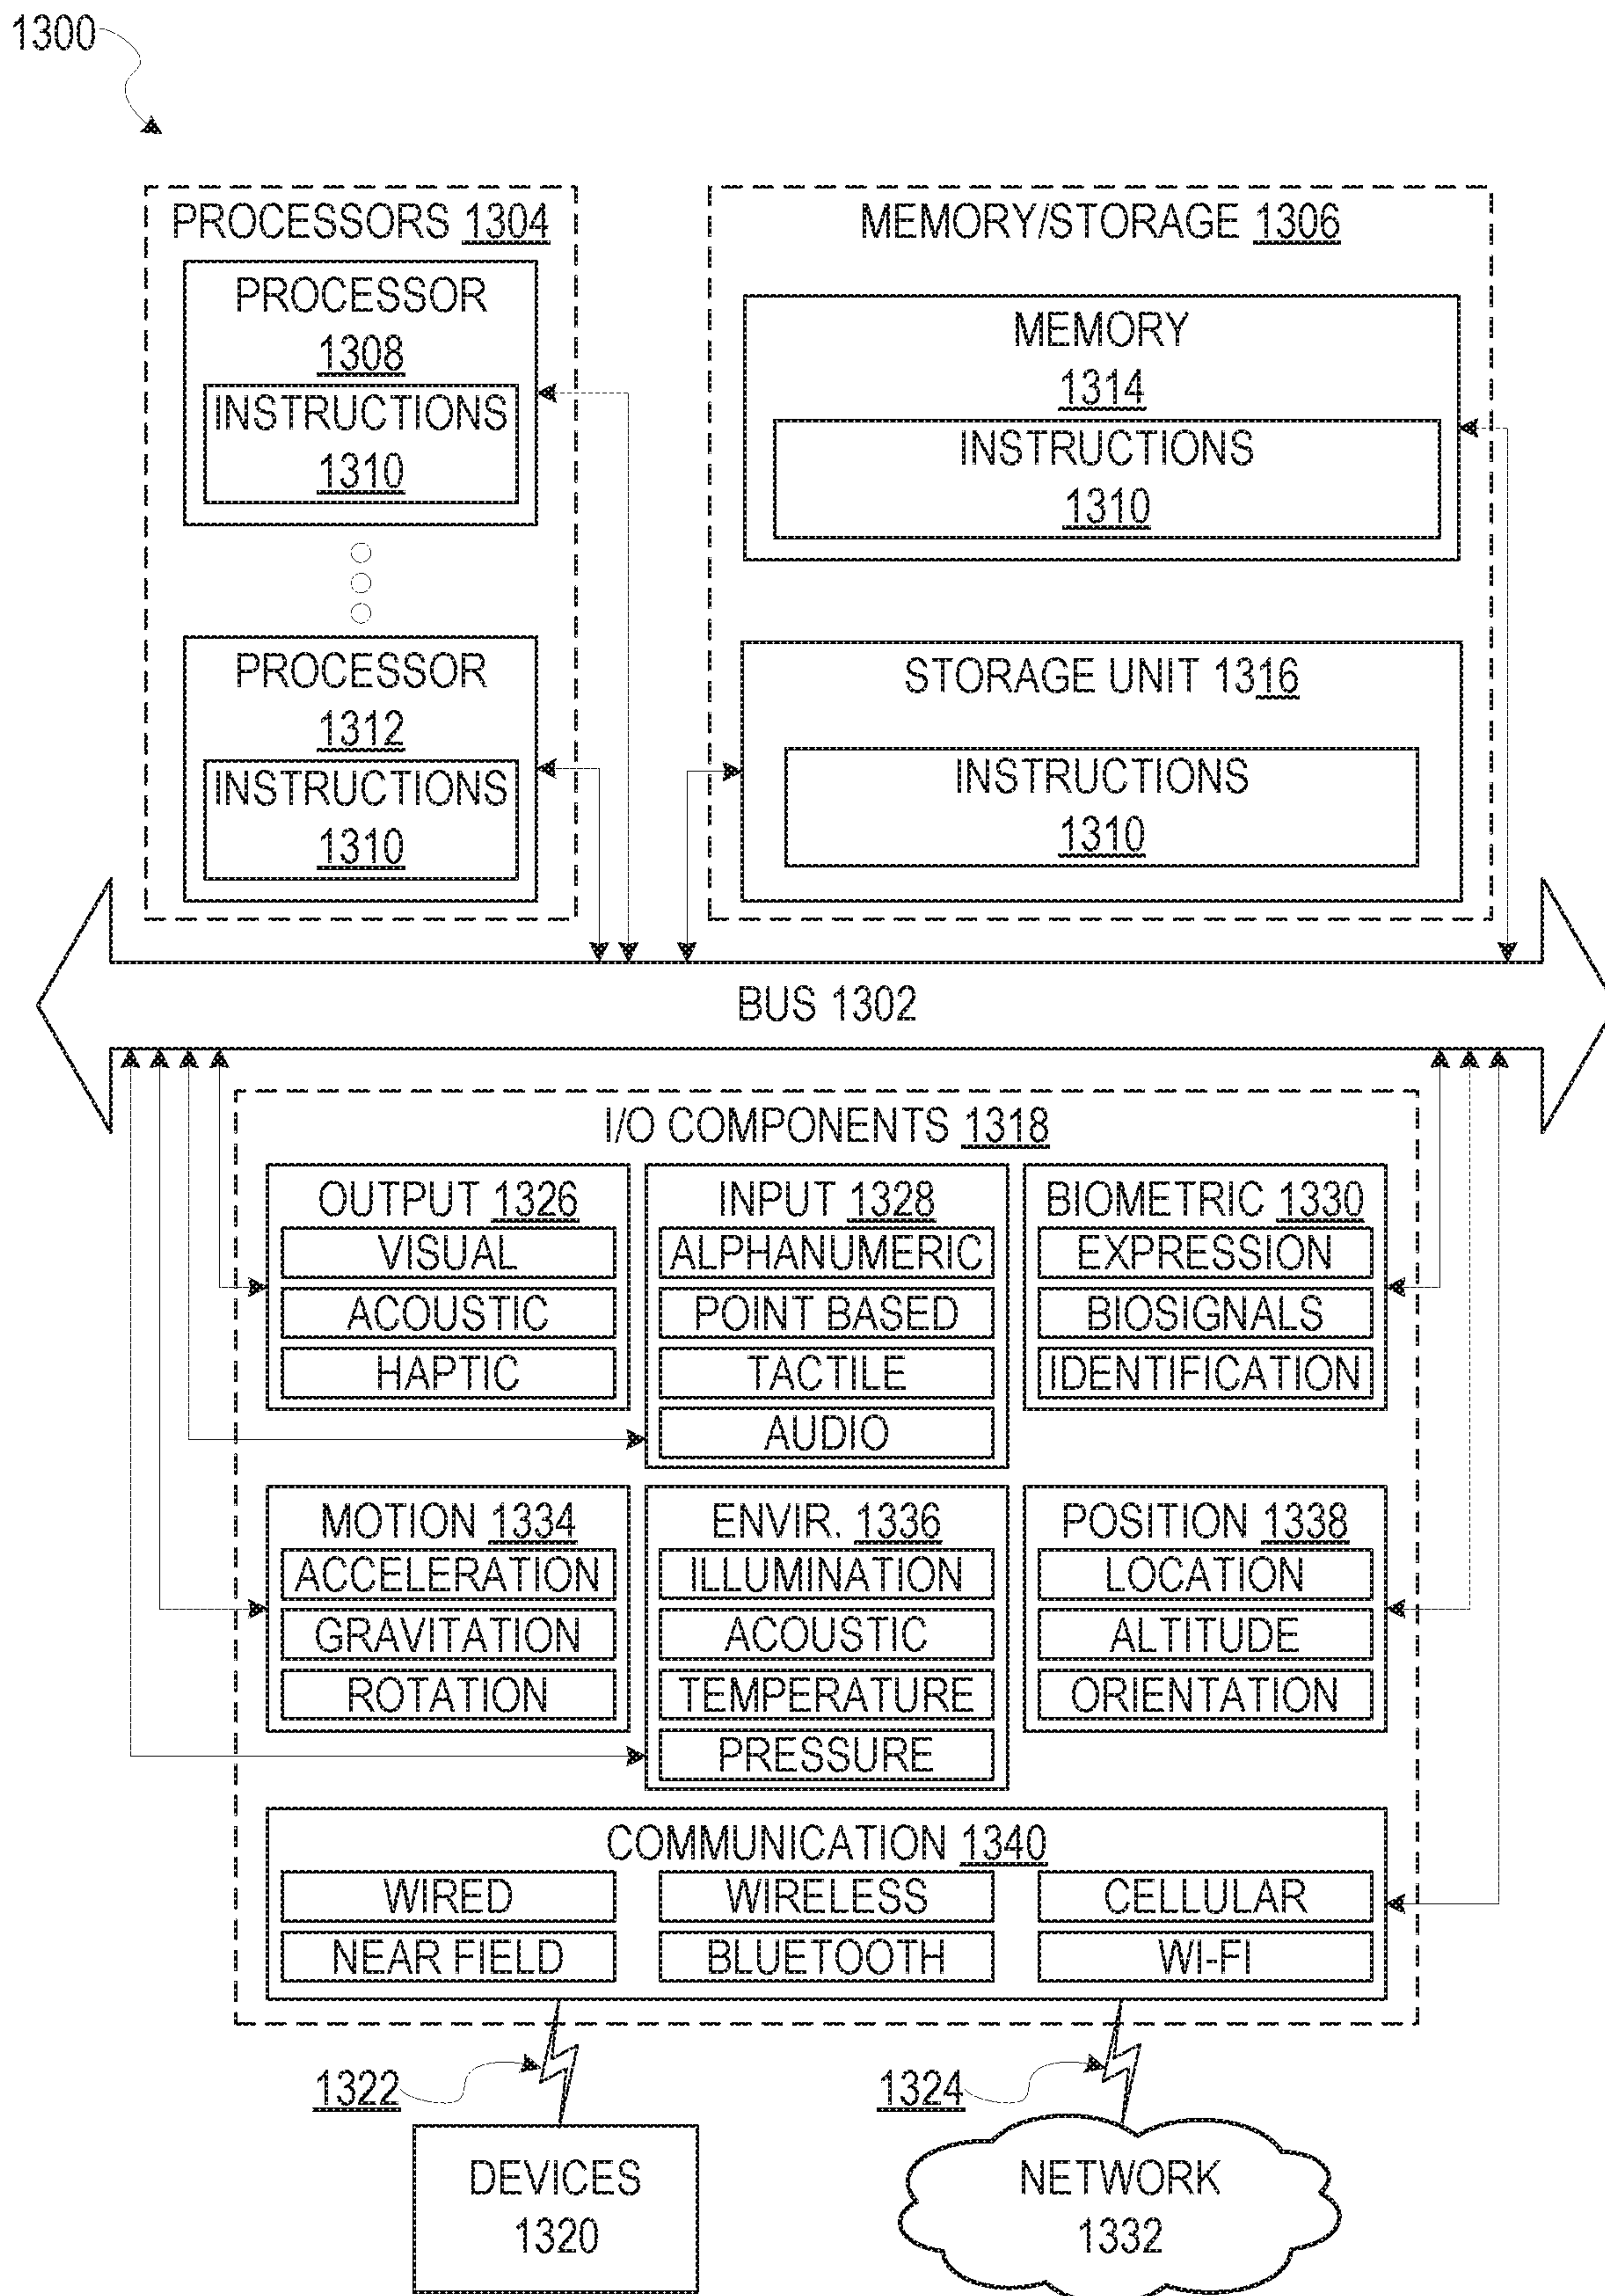 1300
PROCESSORS 1304
PROCESSOR
1308
INSTRUCTIONS
1310
PROCESSOR
1312
INSTRUCTIONS
1310
MEMORY/STORAGE 1306
MEMORY
1314
INSTRUCTIONS
1310
STORAGE UNIT 1316
INSTRUCTIONS
1310
BUS 1302
I/O COMPONENTS 1318
OUTPUT 1326
VISUAL
ACOUSTIC
HAPTIC
INPUT 1328
ALPHANUMERIC
POINT BASED
TACTILE
AUDIO
BIOMETRIC 1330
EXPRESSION
BIOSIGNALS
IDENTIFICATION
MOTION 1334
ACCELERATION
GRAVITATION
ROTATION
ENVIR. 1336
ILLUMINATION
ACOUSTIC
TEMPERATURE
PRESSURE
POSITION 1338
LOCATION
ALTITUDE
ORIENTATION
COMMUNICATION 1340
WIRED
WIRELESS
CELLULAR
NEAR FIELD
BLUETOOTH
WI-FI
1322
1324
DEVICES
1320
NETWORK
1332